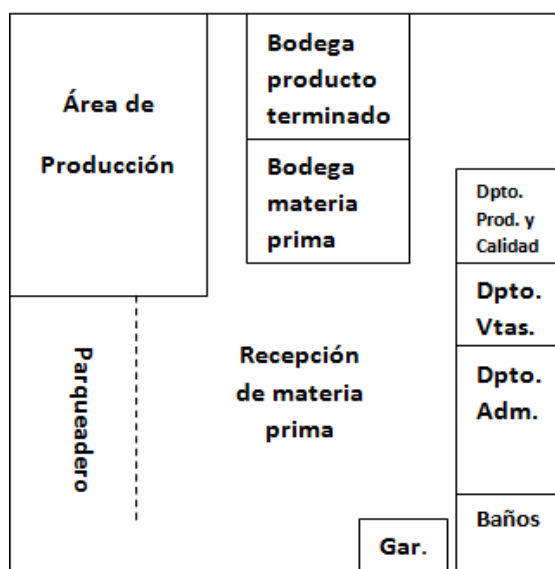 Área de
Producción
Bodega
producto
terminado
Bodega
materia
prima
Dpto.
Prod. y
Calidad
Dpto.
Vtas.
Dpto.
Adm.
Baños
Parqueadero
Recepción
de materia
prima
Gar.